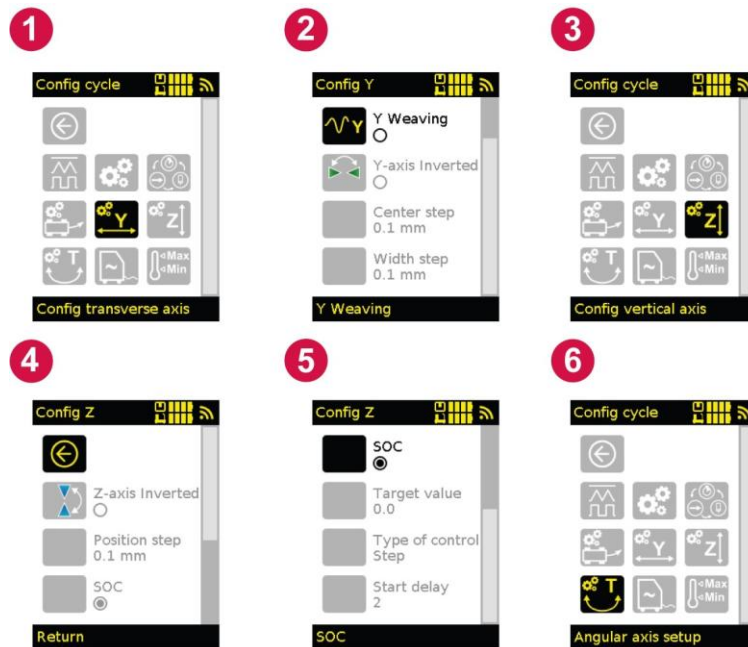 1
Config cycle
Y
Z
T
Max
Min
Config transverse axis
2
Config Y
Y
Y Weaving
Y-axis Inverted
Center step
0.1 mm
Width step
0.1 mm
Y Weaving
3
Config cycle
Y
Z
T
Max
Min
Config vertical axis
4
Config Z
Z-axis Inverted
Position step
0.1 mm
SOC
Return
5
Config Z
SOC
Target value
0.0
Type of control
Step
Start delay
2
SOC
6
Config cycle
Y
Z
T
Max
Min
Angular axis setup